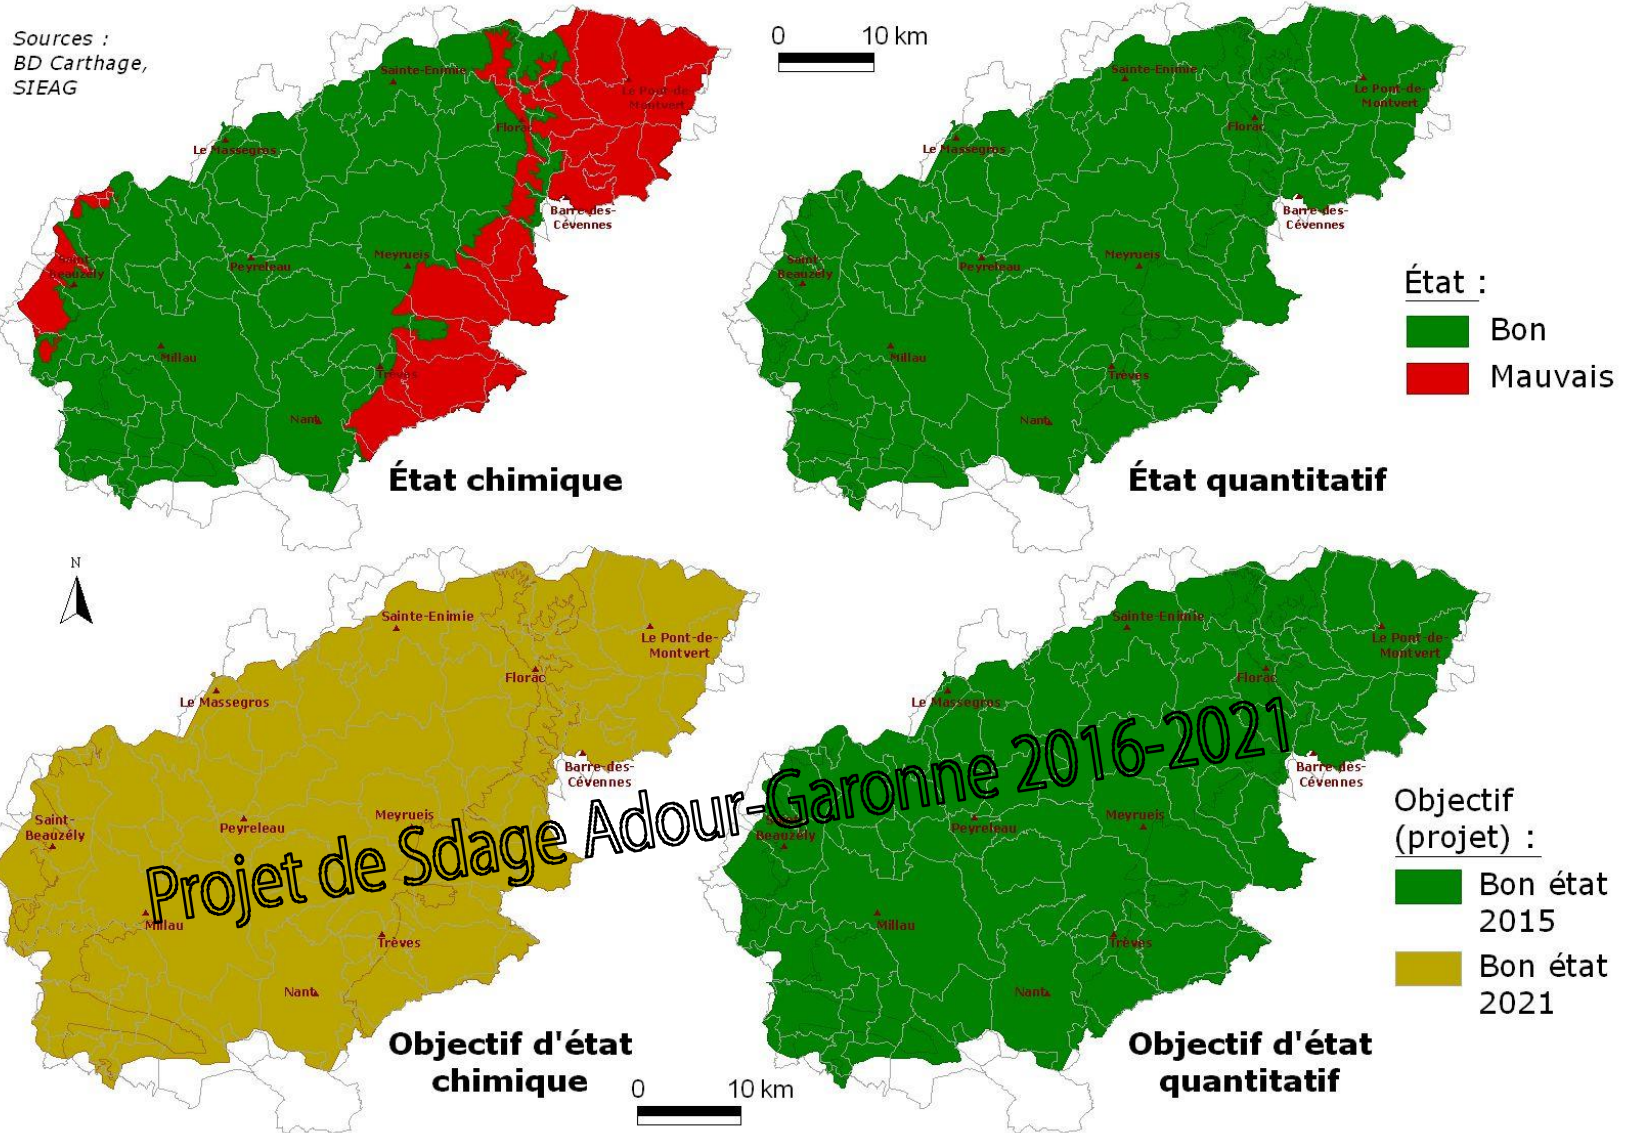 Sources :
BD Carthage,
SIEAG
0 10 km
Sainte-Enimie
Le Pont-de-
Montvert
Florac
Le Massegros
Barre-des-
Cévennes
Saint-
Beauzély
Peyreleau
Meyrueis
Millau
Trèves
Nant
État chimique
Sainte-Enimie
Le Pont-de-
Montvert
Florac
Le Massegros
Barre-des-
Cévennes
Saint-
Beauzély
Peyreleau
Meyrueis
Millau
Trèves
Nant
État quantitatif
État :
Bon
Mauvais
N
Sainte-Enimie
Le Pont-de-
Montvert
Florac
Le Massegros
Barre-des-
Cévennes
Saint-
Beauzély
Peyreleau
Meyrueis
Millau
Trèves
Nant
Objectif d'état
chimique
0 10 km
Projet de Sdage Adour-Garonne 2016-2021
Sainte-Enimie
Le Pont-de-
Montvert
Florac
Le Massegros
Barre-des-
Cévennes
Saint-
Beauzély
Peyreleau
Meyrueis
Millau
Trèves
Nant
Objectif d'état
quantitatif
Objectif
(projet) :
Bon état
2015
Bon état
2021